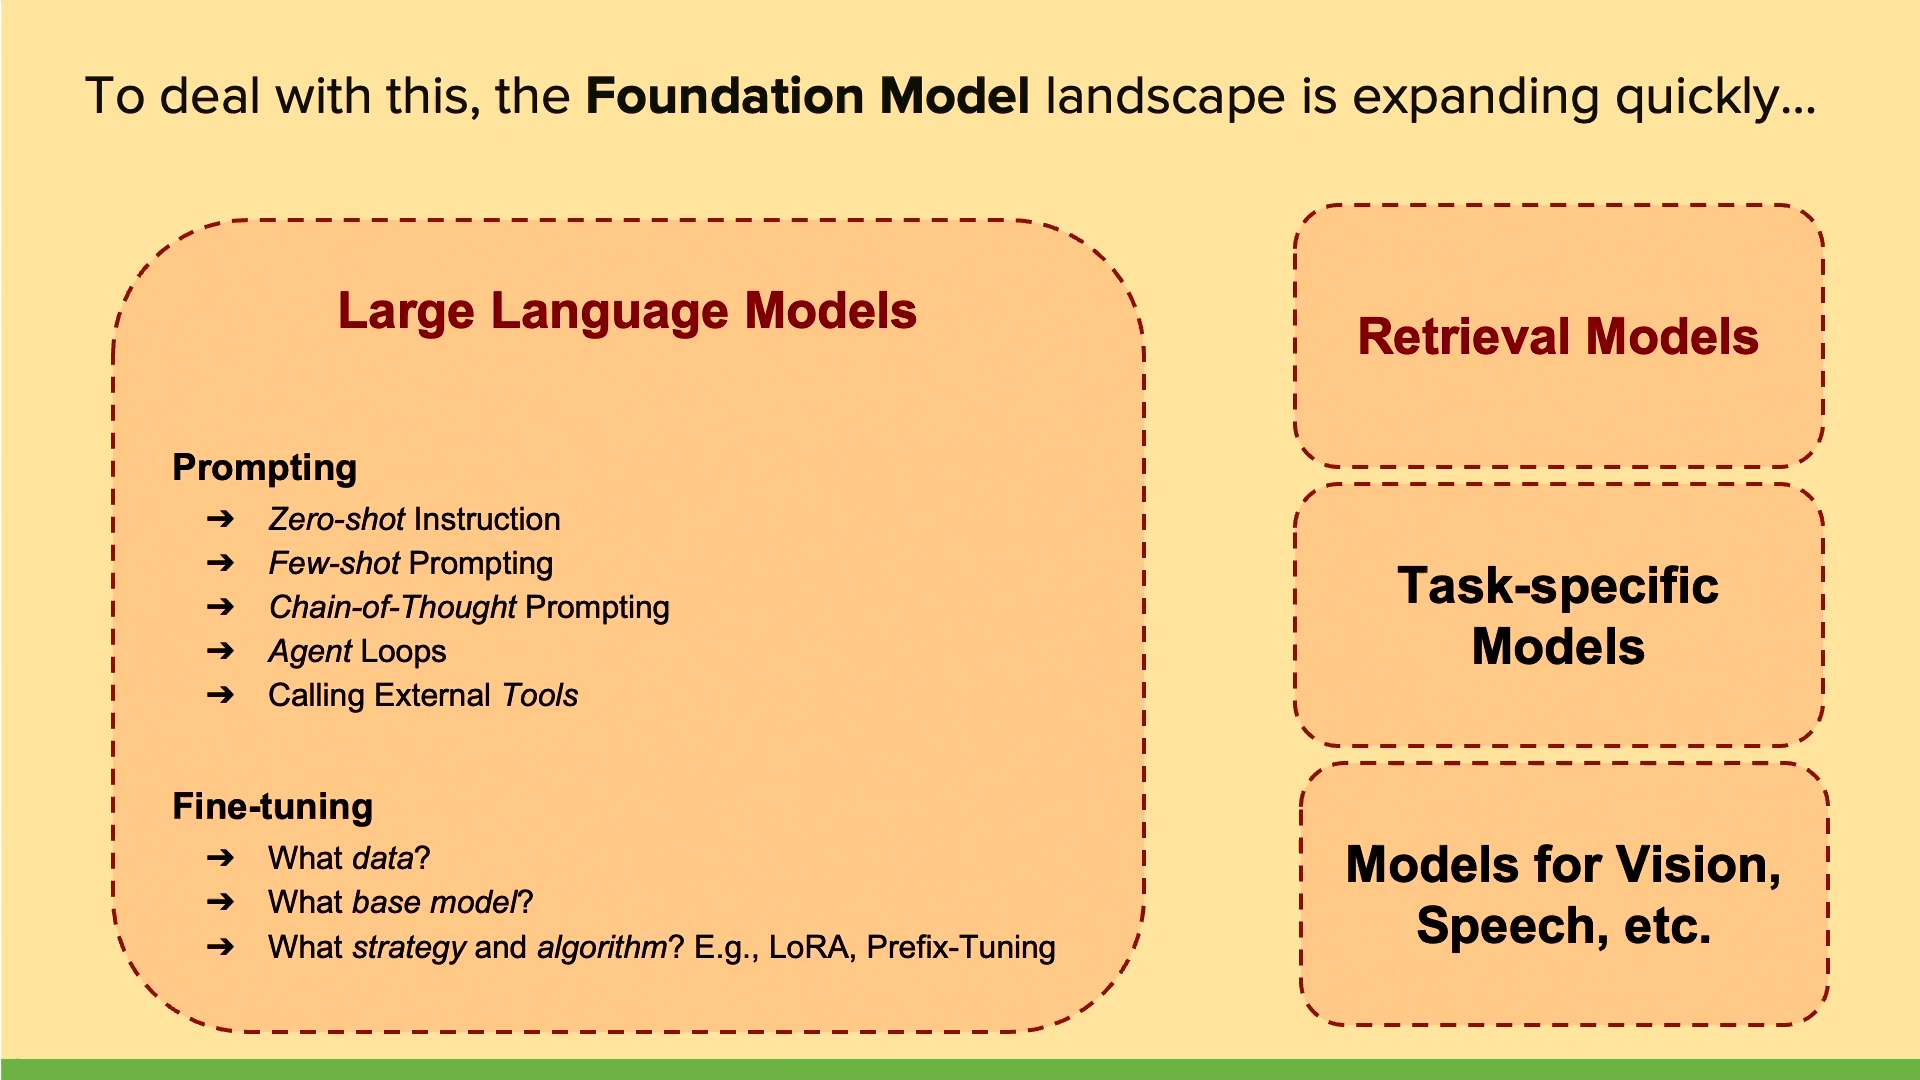 To deal with this, the Foundation Model landscape is expanding quickly...
Large Language Models
Prompting
➔ Zero-shot Instruction
➔ Few-shot Prompting
➔ Chain-of-Thought Prompting
➔ Agent Loops
➔ Calling External Tools
Fine-tuning
➔ What data?
➔ What base model?
➔ What strategy and algorithm? E.g., LoRA, Prefix-Tuning
Retrieval Models
Task-specific
Models
Models for Vision,
Speech, etc.